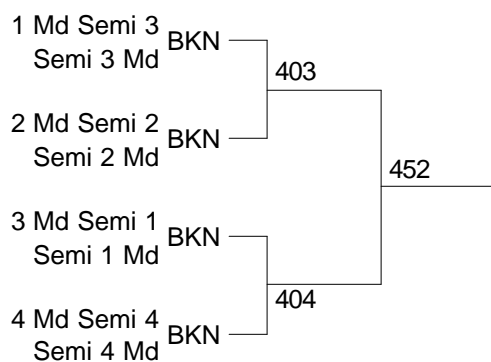 1 Md Semi 3
Semi 3 Md
BKN
403
2 Md Semi 2
Semi 2 Md
BKN
452
3 Md Semi 1
Semi 1 Md
BKN
404
4 Md Semi 4
Semi 4 Md
BKN